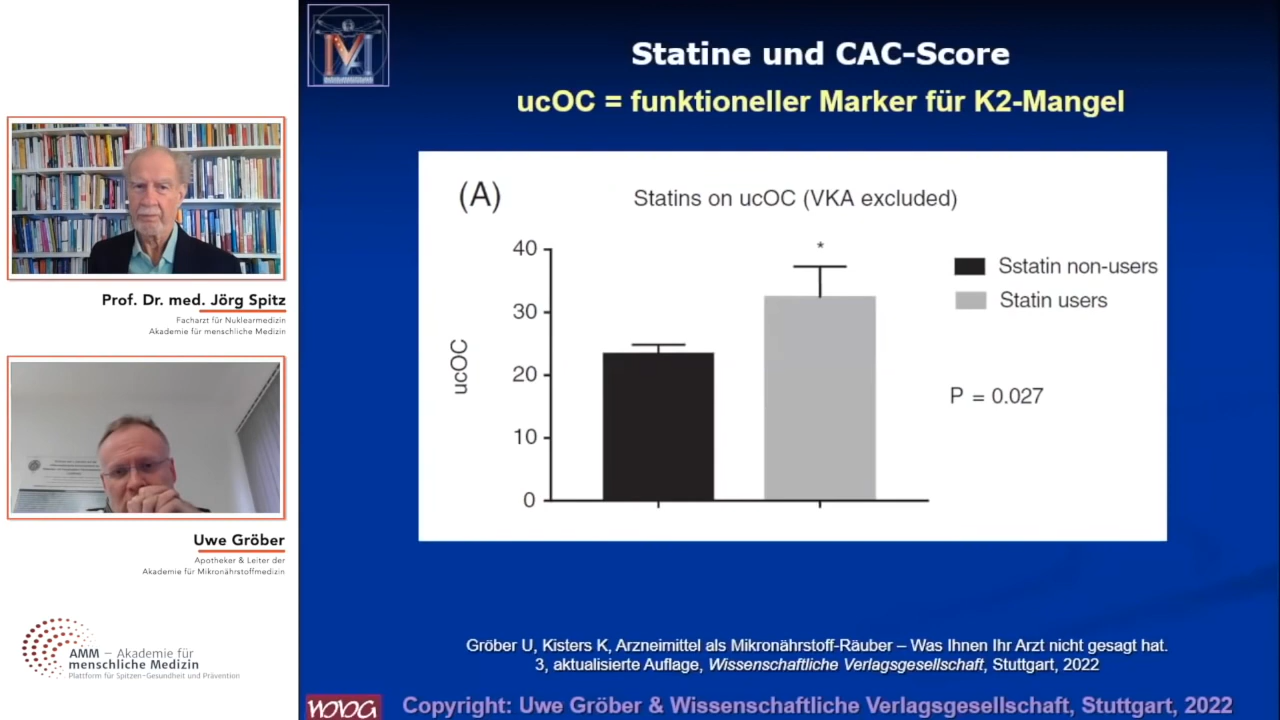 Statine und CAC-Score
ucOC = funktioneller Marker für K2-Mangel
(A)
Statins on ucOC (VKA excluded)
40
30
20
10
0
ucOC
*
Sstatin non-users
Statin users
P = 0.027
Gröber U, Kisters K, Arzneimittel als Mikronährstoff-Räuber – Was Ihnen Ihr Arzt nicht gesagt hat.
3, aktualisierte Auflage, Wissenschaftliche Verlagsgesellschaft, Stuttgart, 2022
Copyright: Uwe Gröber & Wissenschaftliche Verlagsgesellschaft, Stuttgart, 2022
Prof. Dr. med. Jörg Spitz
Facharzt für Nuklearmedizin
Akademie für menschliche Medizin
Uwe Gröber
Apotheker & Leiter der
Akademie für Mikronährstoffmedizin
AMM – Akademie für
menschliche Medizin
Plattform für Spitzen-Gesundheit und Prävention